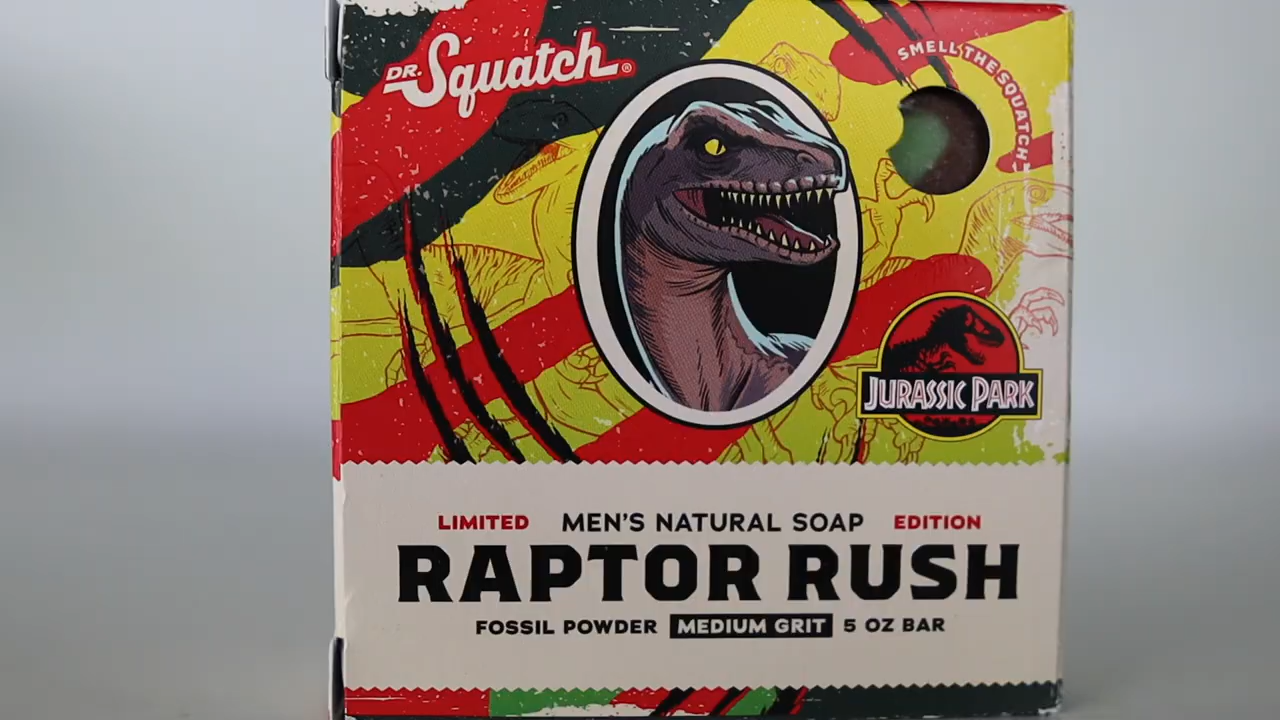 DR. Squatch®
SMELL THE SQUATCH
JURASSIC PARK
LIMITED MEN'S NATURAL SOAP EDITION
RAPTOR RUSH
FOSSIL POWDER MEDIUM GRIT 5 OZ BAR